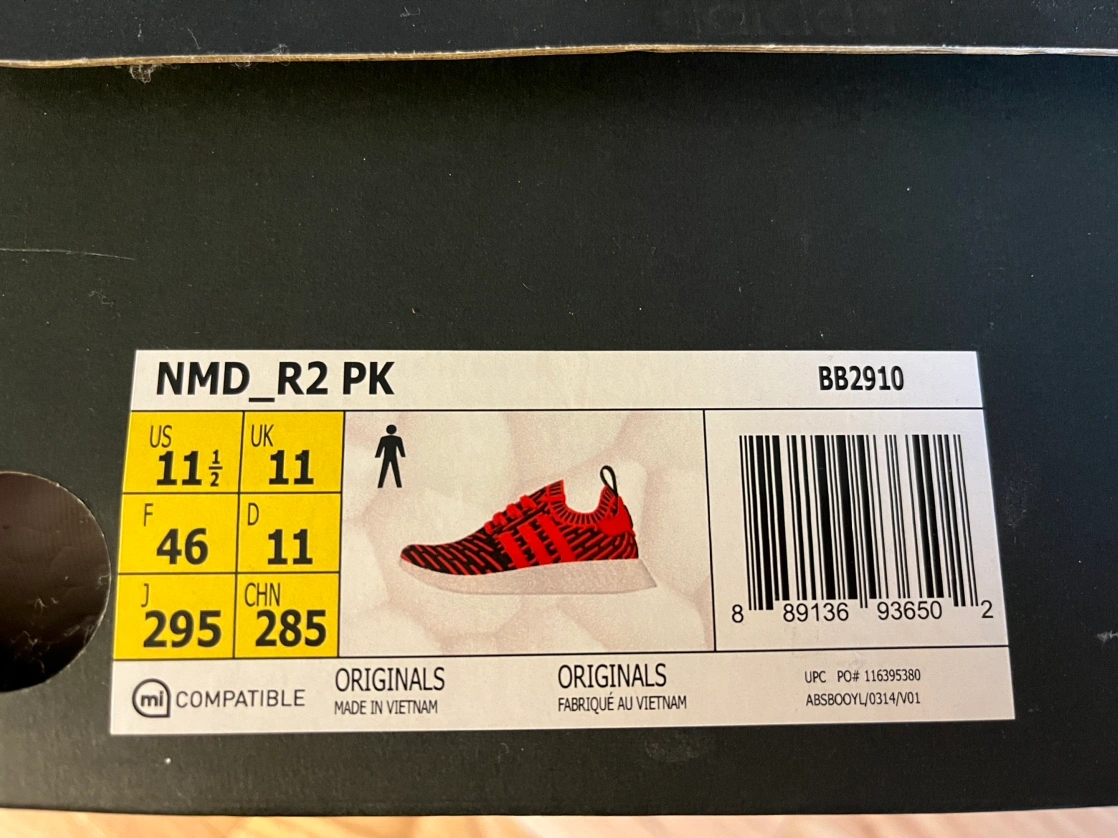 NMD_R2 PK BB2910
US 11 1/2 UK 11
F 46 D 11
J 295 CHN 285
8 89136 93650 2
mi COMPATIBLE
ORIGINALS
MADE IN VIETNAM
ORIGINALS
FABRIQUÉ AU VIETNAM
UPC PO# 116395380
ABSBOOYL/0314/V01